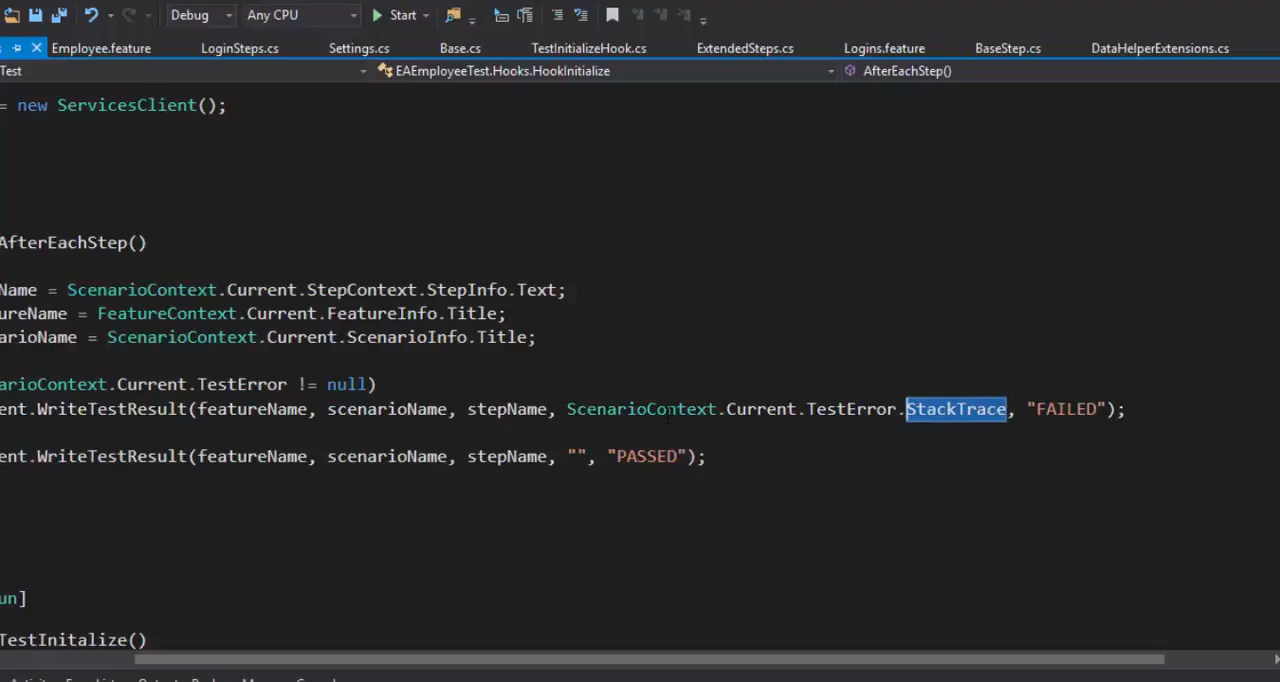 Debug Any CPU Start
Employee.feature LoginSteps.cs Settings.cs Base.cs TestInitializeHook.cs ExtendedSteps.cs Logins.feature BaseStep.cs DataHelperExtensions.cs
Test EAEmployeeTest.Hooks.HookInitialize AfterEachStep()
= new ServicesClient();
AfterEachStep()
Name = ScenarioContext.Current.StepContext.StepInfo.Text;
ureName = FeatureContext.Current.FeatureInfo.Title;
arioName = ScenarioContext.Current.ScenarioInfo.Title;
arioContext.Current.TestError != null)
ent.WriteTestResult(featureName, scenarioName, stepName, ScenarioContext.Current.TestError.StackTrace, "FAILED");
ent.WriteTestResult(featureName, scenarioName, stepName, "", "PASSED");
un]
TestInitalize()